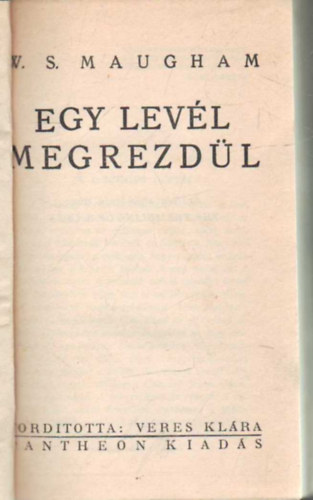 W. S. MAUGHAM
EGY LEVÉL
MEGREZDÜL
FORDITOTTA: VERES KLÁRA
PANTHEON KIADÁS